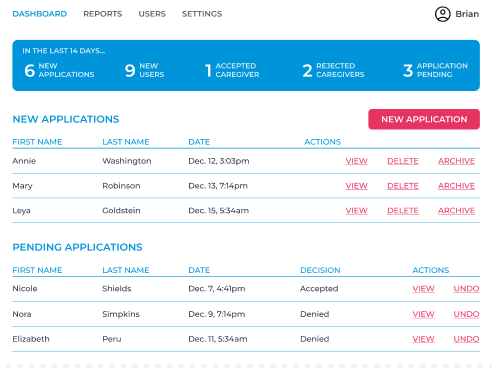 DASHBOARD REPORTS USERS SETTINGS Brian
IN THE LAST 14 DAYS...
6 NEW APPLICATIONS 9 NEW USERS 1 ACCEPTED CAREGIVER 2 REJECTED CAREGIVERS 3 APPLICATION PENDING
NEW APPLICATIONS NEW APPLICATION
FIRST NAME LAST NAME DATE ACTIONS
Annie Washington Dec. 12, 3:03pm VIEW DELETE ARCHIVE
Mary Robinson Dec. 13, 7:14pm VIEW DELETE ARCHIVE
Leya Goldstein Dec. 15, 5:34am VIEW DELETE ARCHIVE
PENDING APPLICATIONS
FIRST NAME LAST NAME DATE DECISION ACTIONS
Nicole Shields Dec. 7, 4:41pm Accepted VIEW UNDO
Nora Simpkins Dec. 9, 7:14pm Denied VIEW UNDO
Elizabeth Peru Dec. 11, 5:34am Denied VIEW UNDO